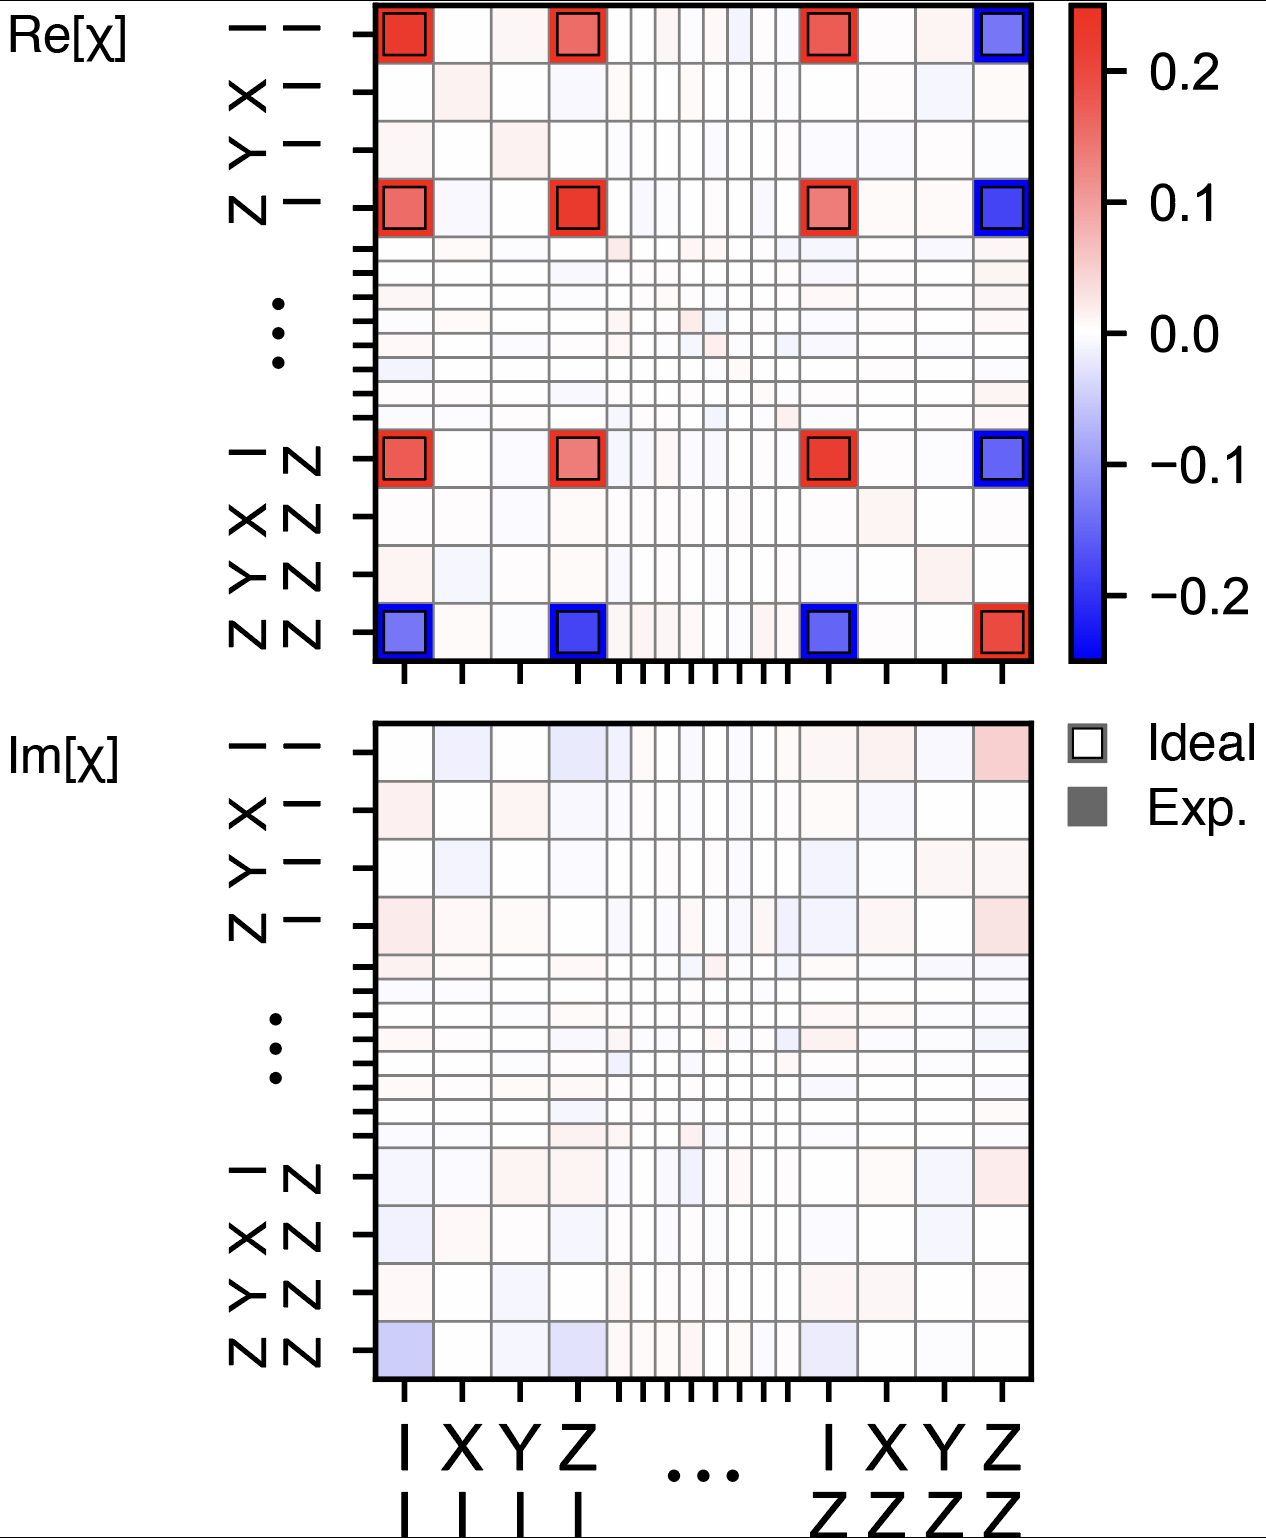 Re[χ]
I I
X I
Y I
Z I
⋮
I Z
X Z
Y Z
Z Z
0.2
0.1
0.0
−0.1
−0.2
Im[χ]
I I
X I
Y I
Z I
⋮
I Z
X Z
Y Z
Z Z
Ideal
Exp.
I X Y Z ... I X Y Z
I I I I Z Z Z Z